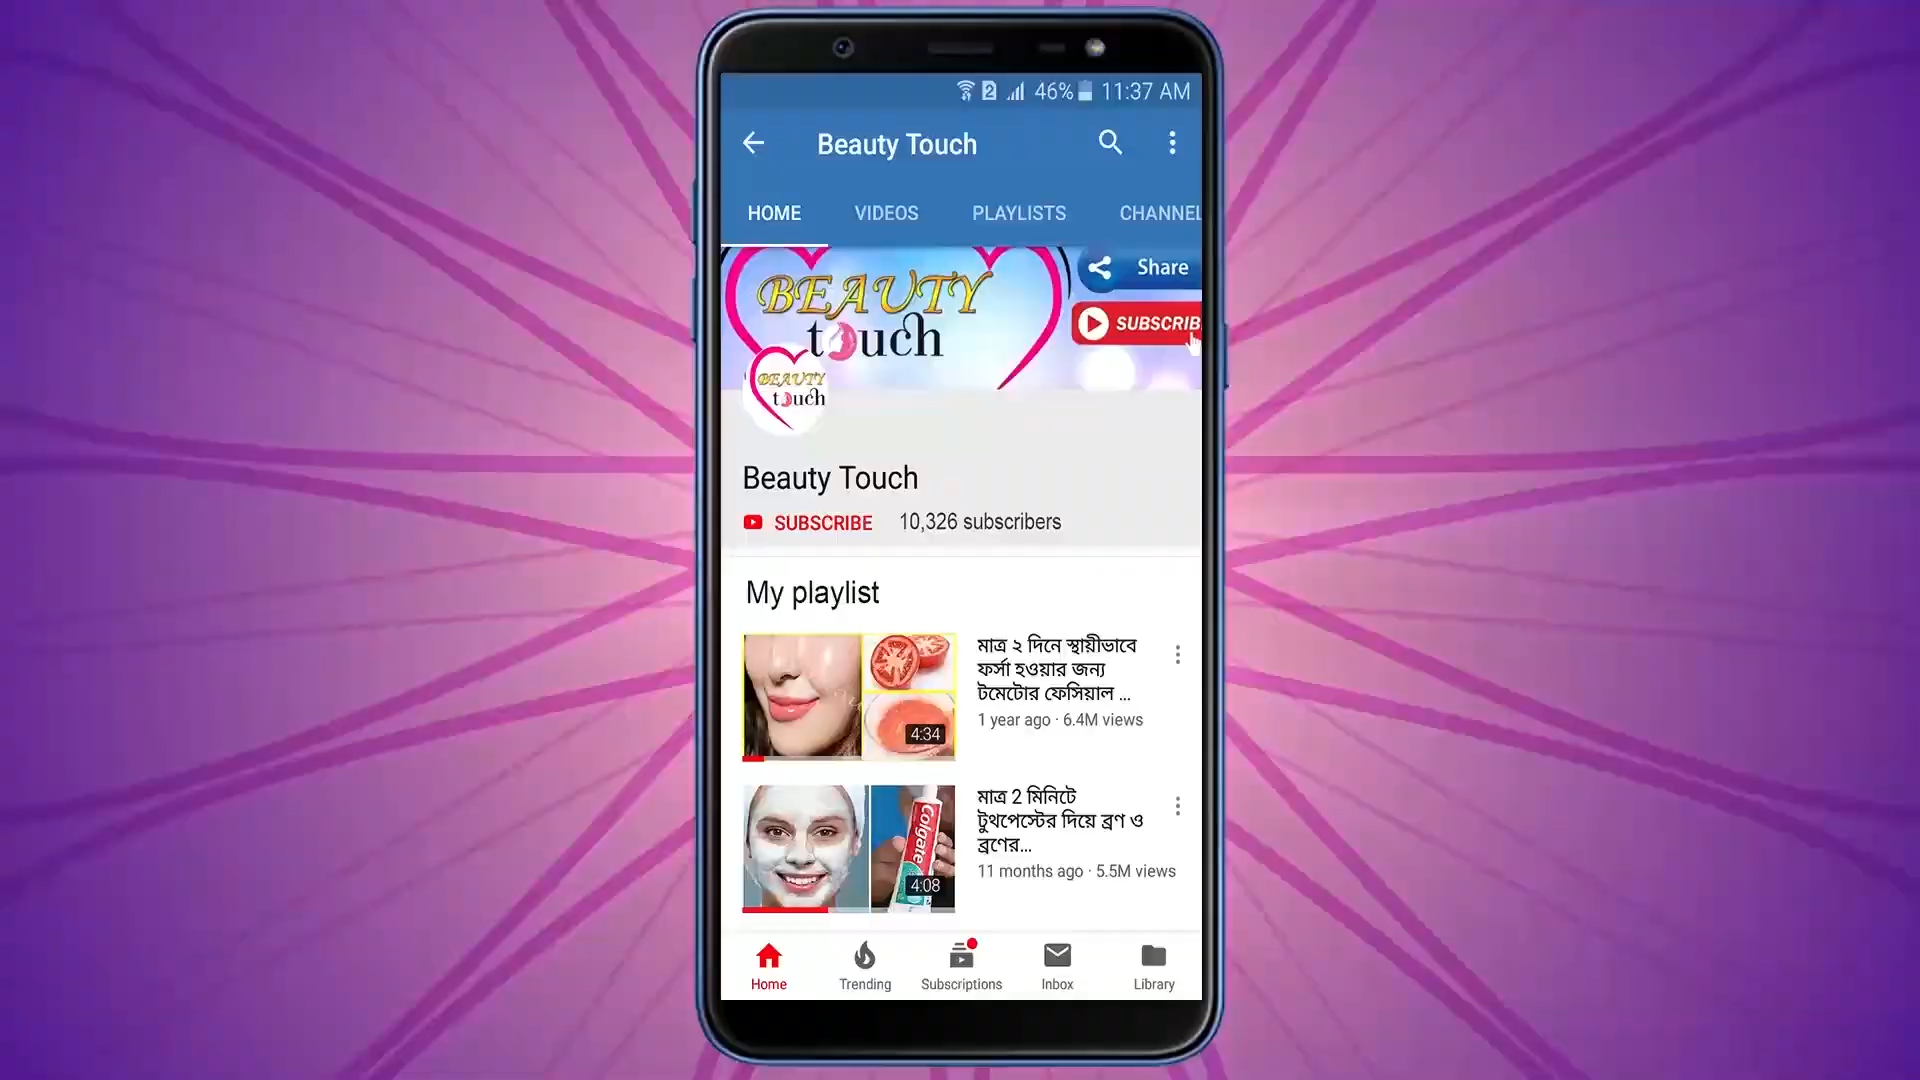 46% 11:37 AM
Beauty Touch
HOME VIDEOS PLAYLISTS CHANNEL
BEAUTY
touch
Share
SUBSCRIB
BEAUTY
touch
Beauty Touch
SUBSCRIBE 10,326 subscribers
My playlist
মাত্র ২ দিনে স্থায়ীভাবে
ফর্সা হওয়ার জন্য
টমেটোর ফেসিয়াল ...
1 year ago · 6.4M views
4:34
মাত্র 2 মিনিটে
টুথপেস্টের দিয়ে ব্রণ ও
ব্রণের...
11 months ago · 5.5M views
Colgate
4:08
Home Trending Subscriptions Inbox Library